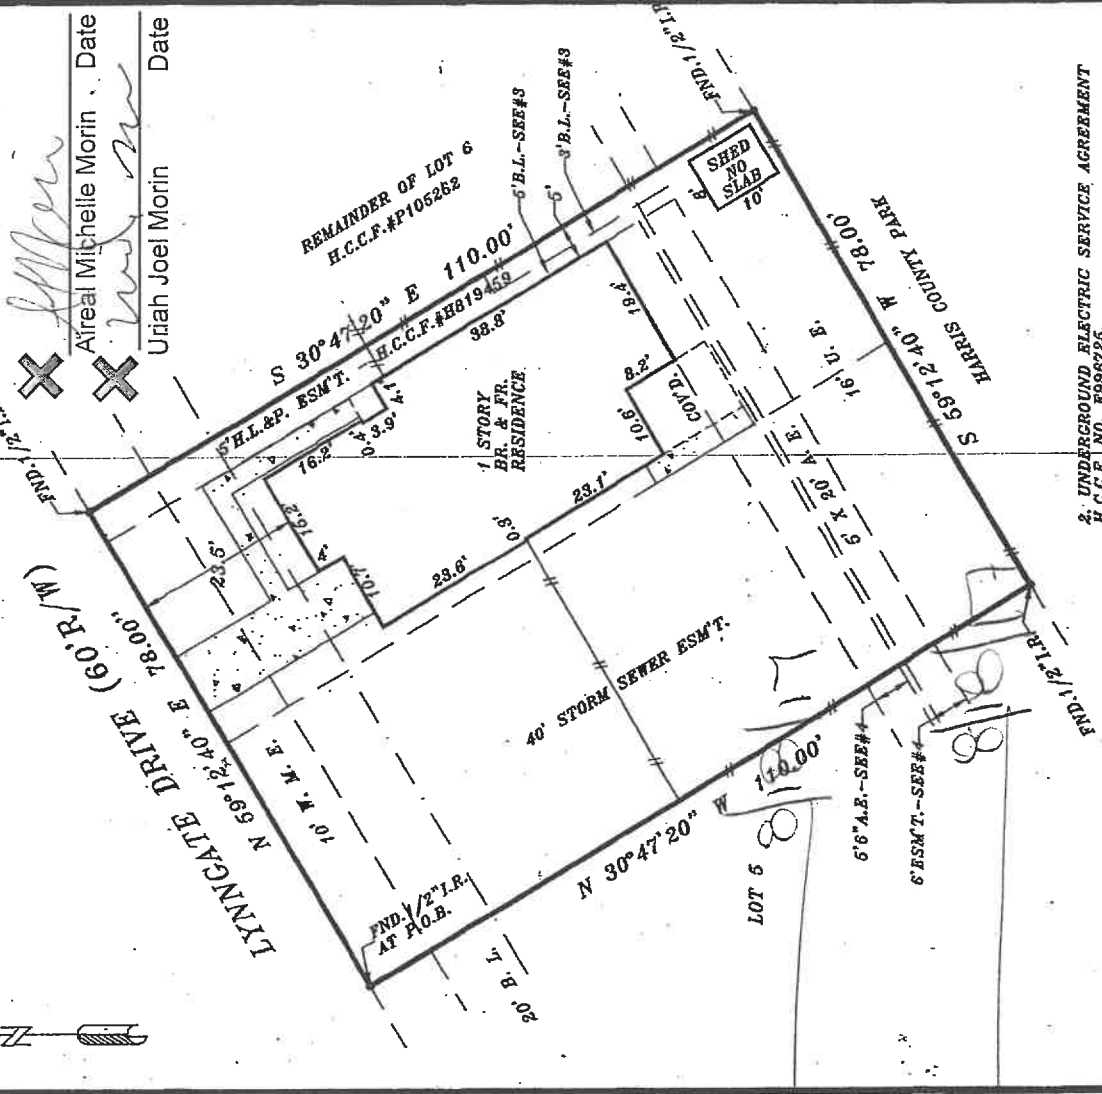 Aireal Michelle Morin
Date
Uriah Joel Morin
Date
FND. 1/2" I.R.
REMAINDER OF LOT 6
H.C.C.F.#P105262
5'B.L.-SEE#3
3'B.L.-SEE#3
5'
S 30°47'20" E 110.00'
5'H.L.&P. ESM'T.
H.C.C.F.#H819459
38.8'
19.4'
SHED
NO
SLAB
8'
10'
FND.1/2"I.R.
LYNNGATE DRIVE (60'R/W)
N 59°12'40" E 78.00'
23.5'
16.2'
16.2'
0.4'
3.9'
4.1'
4'
10.7'
1 STORY
BR. & FR.
RESIDENCE
8.2'
10.6'
COV'D.
23.1'
0.3'
23.6'
16' U. E.
6' X 20' A. E.
S 59°12'40" W 78.00'
HARRIS COUNTY PARK
10' W. M. E.
40' STORM SEWER ESM'T.
FND. 1/2" I.R.
AT P.O.B.
20' B. L.
N 30°47'20" W 110.00'
LOT 5
5'6"A.E.-SEE#4
6'ESM'T.-SEE#4
FND.1/2"I.R.
2. UNDERGROUND ELECTRIC SERVICE AGREEMENT